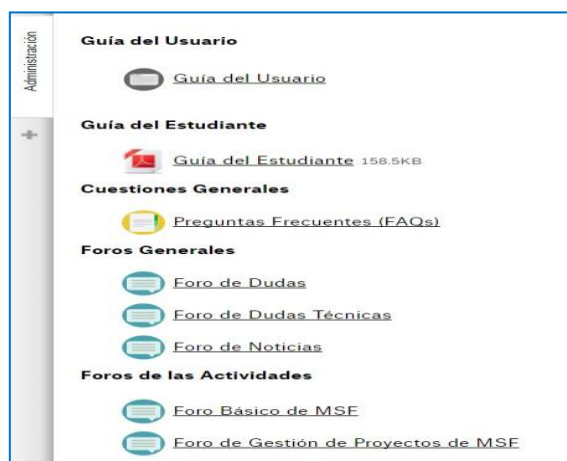 Administración
Guía del Usuario
Guía del Usuario
Guía del Estudiante
Guía del Estudiante 158.5KB
Cuestiones Generales
Preguntas Frecuentes (FAQs)
Foros Generales
Foro de Dudas
Foro de Dudas Técnicas
Foro de Noticias
Foros de las Actividades
Foro Básico de MSF
Foro de Gestión de Proyectos de MSF